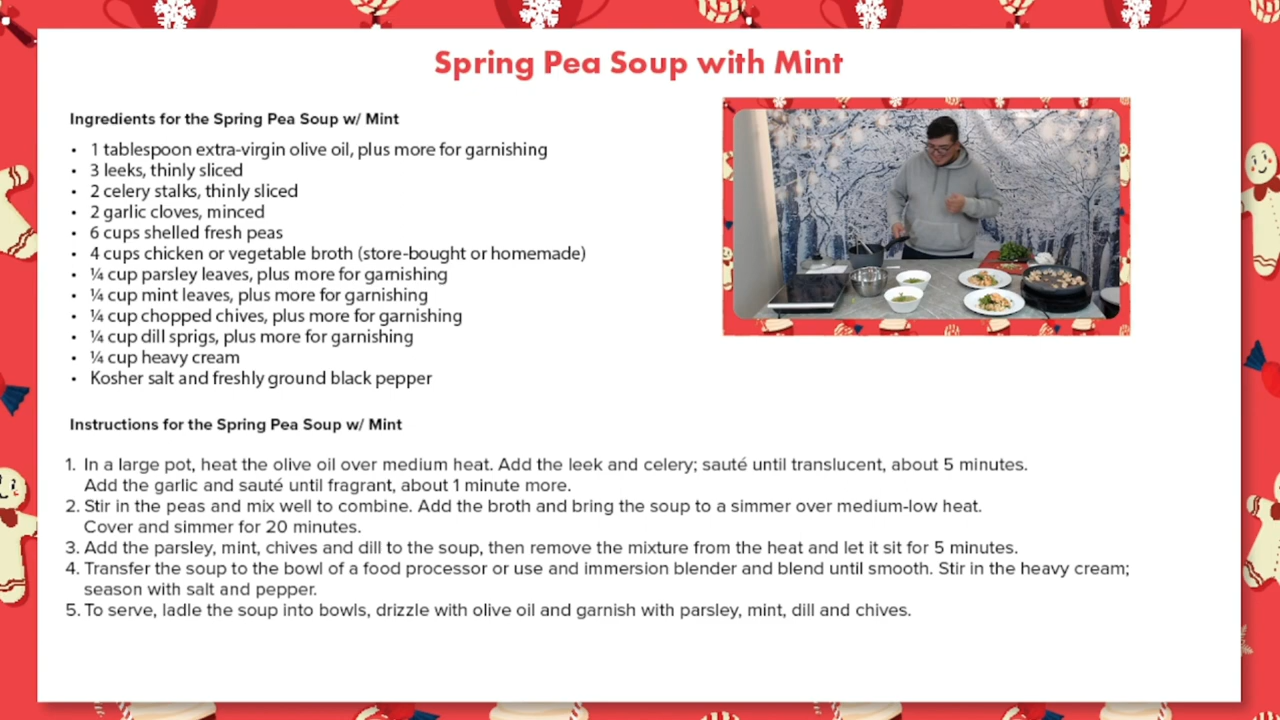 Spring Pea Soup with Mint
Ingredients for the Spring Pea Soup w/ Mint
• 1 tablespoon extra-virgin olive oil, plus more for garnishing
• 3 leeks, thinly sliced
• 2 celery stalks, thinly sliced
• 2 garlic cloves, minced
• 6 cups shelled fresh peas
• 4 cups chicken or vegetable broth (store-bought or homemade)
• ¼ cup parsley leaves, plus more for garnishing
• ¼ cup mint leaves, plus more for garnishing
• ¼ cup chopped chives, plus more for garnishing
• ¼ cup dill sprigs, plus more for garnishing
• ¼ cup heavy cream
• Kosher salt and freshly ground black pepper
Instructions for the Spring Pea Soup w/ Mint
1. In a large pot, heat the olive oil over medium heat. Add the leek and celery; sauté until translucent, about 5 minutes.
Add the garlic and sauté until fragrant, about 1 minute more.
2. Stir in the peas and mix well to combine. Add the broth and bring the soup to a simmer over medium-low heat.
Cover and simmer for 20 minutes.
3. Add the parsley, mint, chives and dill to the soup, then remove the mixture from the heat and let it sit for 5 minutes.
4. Transfer the soup to the bowl of a food processor or use and immersion blender and blend until smooth. Stir in the heavy cream;
season with salt and pepper.
5. To serve, ladle the soup into bowls, drizzle with olive oil and garnish with parsley, mint, dill and chives.